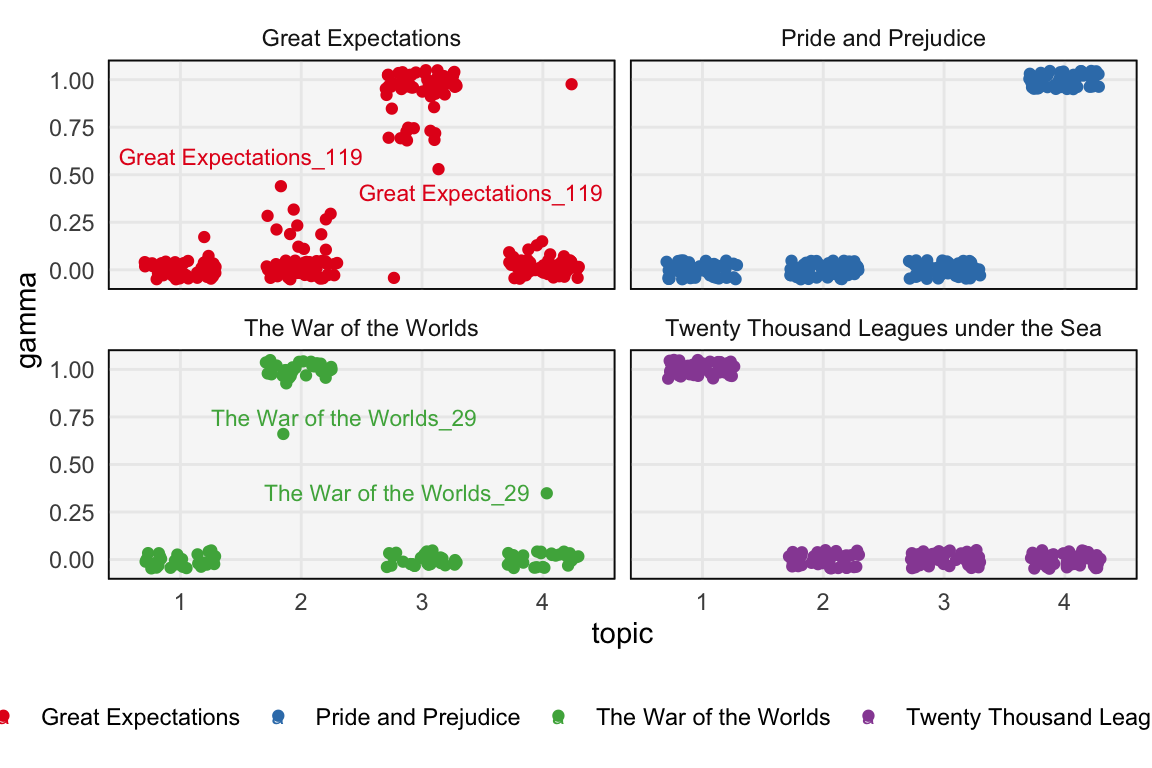 Great Expectations
Pride and Prejudice
1.00
0.75
0.50
0.25
0.00
Great Expectations_119
Great Expectations_119
gamma
The War of the Worlds
Twenty Thousand Leagues under the Sea
1.00
0.75
0.50
0.25
0.00
The War of the Worlds_29
The War of the Worlds_29
1 2 3 4
1 2 3 4
topic
Great Expectations Pride and Prejudice The War of the Worlds Twenty Thousand Leag